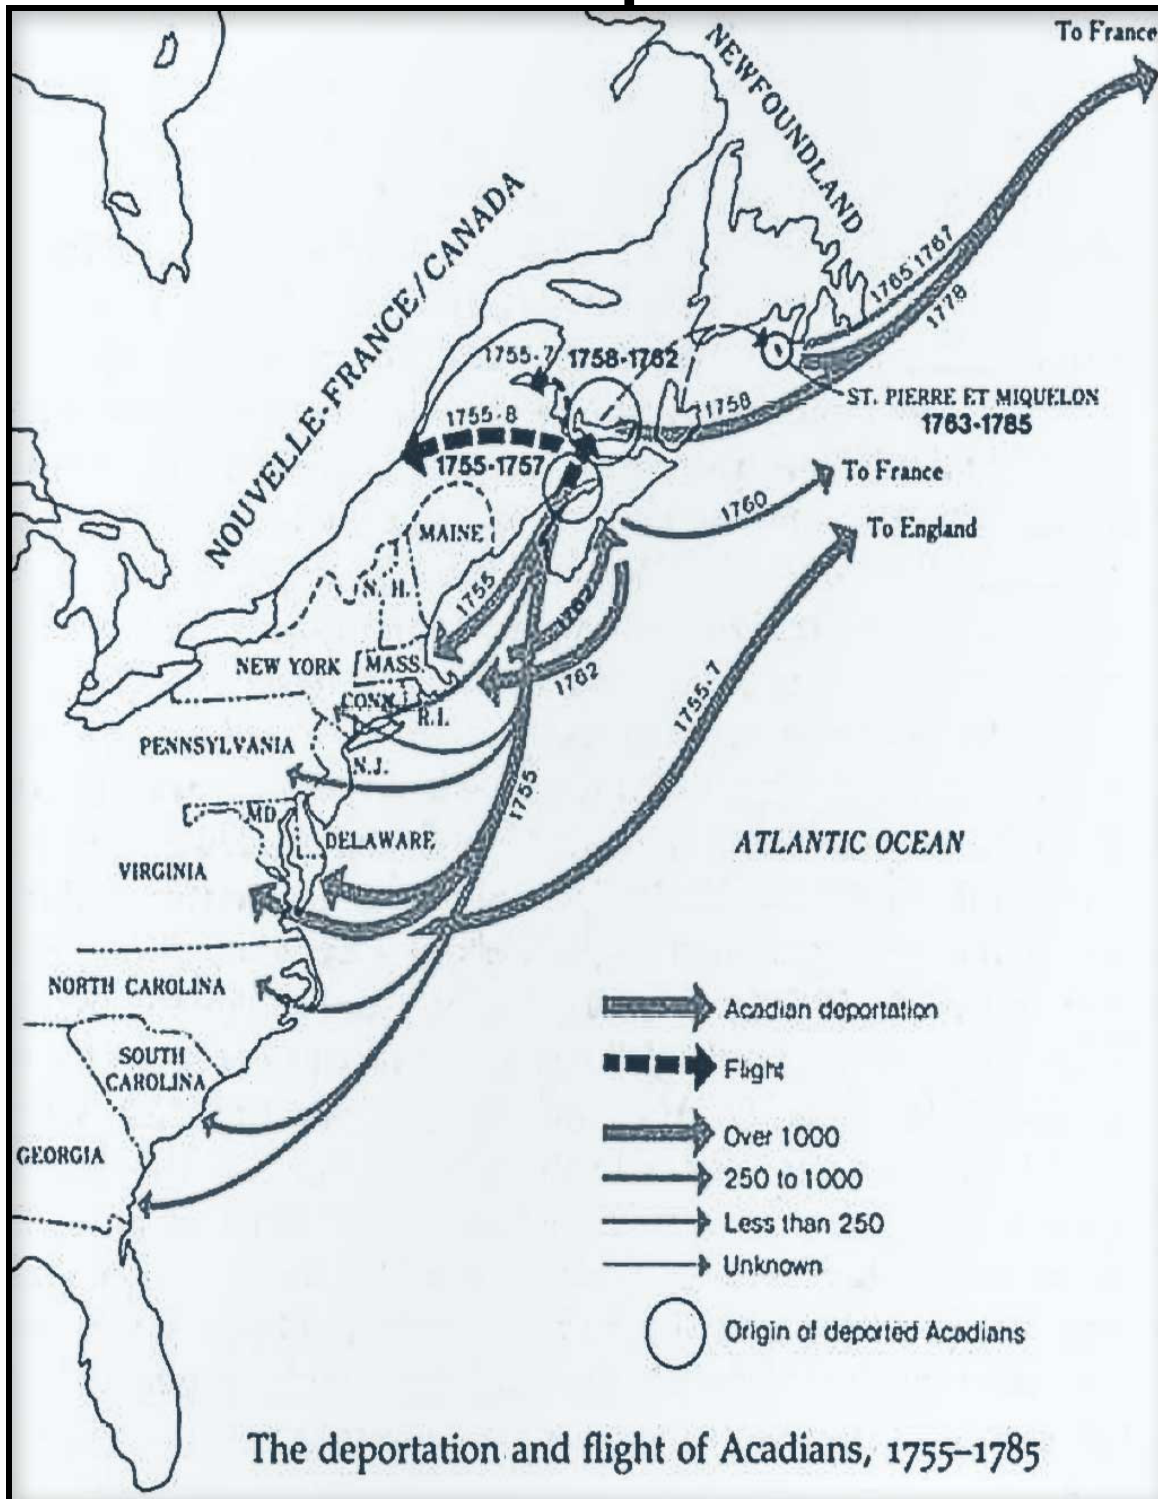 To France
NEWFOUNDLAND
NOUVELLE-FRANCE/CANADA
1765 1767
1778
1755-7
1758-1762
1758
ST. PIERRE ET MIQUELON
1763-1785
1755-8
1755-1757
To France
1760
To England
MAINE
N. H.
1755
1762
NEW YORK
MASS.
1755-7
CONN.
R.I.
PENNSYLVANIA
N.J.
1755
MD
DELAWARE
ATLANTIC OCEAN
VIRGINIA
NORTH CAROLINA
SOUTH
CAROLINA
GEORGIA
Acadian deportation
Flight
Over 1000
250 to 1000
Less than 250
Unknown
Origin of deported Acadians
The deportation and flight of Acadians, 1755–1785